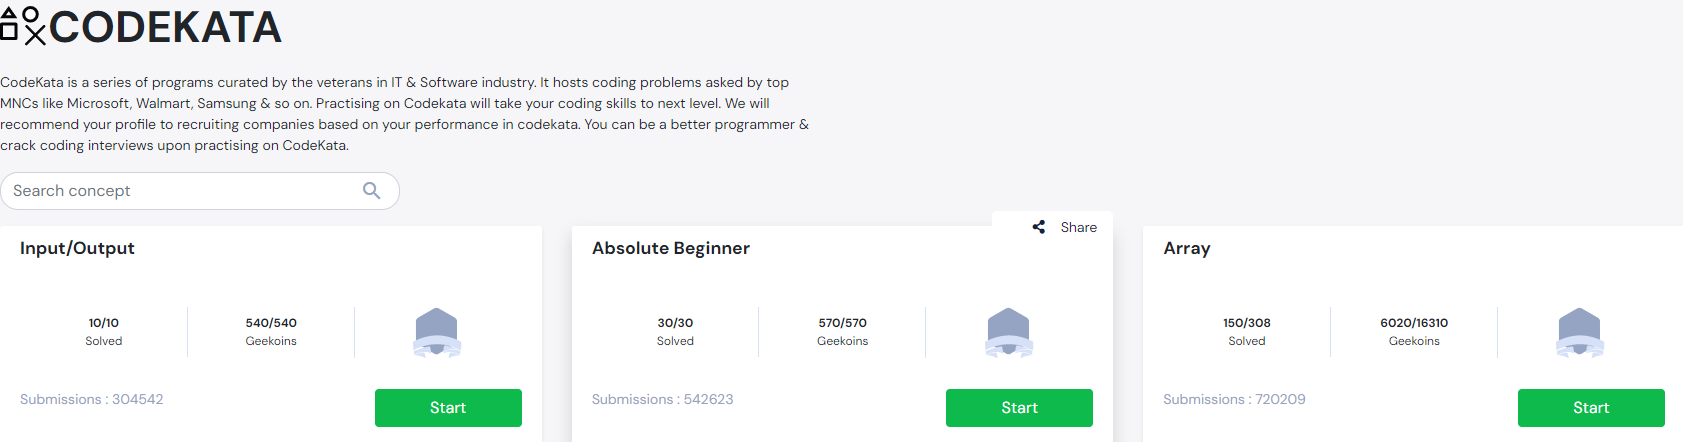 CODEKATA
CodeKata is a series of programs curated by the veterans in IT & Software industry. It hosts coding problems asked by top
MNCs like Microsoft, Walmart, Samsung & so on. Practising on Codekata will take your coding skills to next level. We will
recommend your profile to recruiting companies based on your performance in codekata. You can be a better programmer &
crack coding interviews upon practising on CodeKata.
Search concept
Share
Input/Output
10/10
Solved
540/540
Geekoins
Submissions : 304542
Start
Absolute Beginner
30/30
Solved
570/570
Geekoins
Submissions : 542623
Start
Array
150/308
Solved
6020/16310
Geekoins
Submissions : 720209
Start